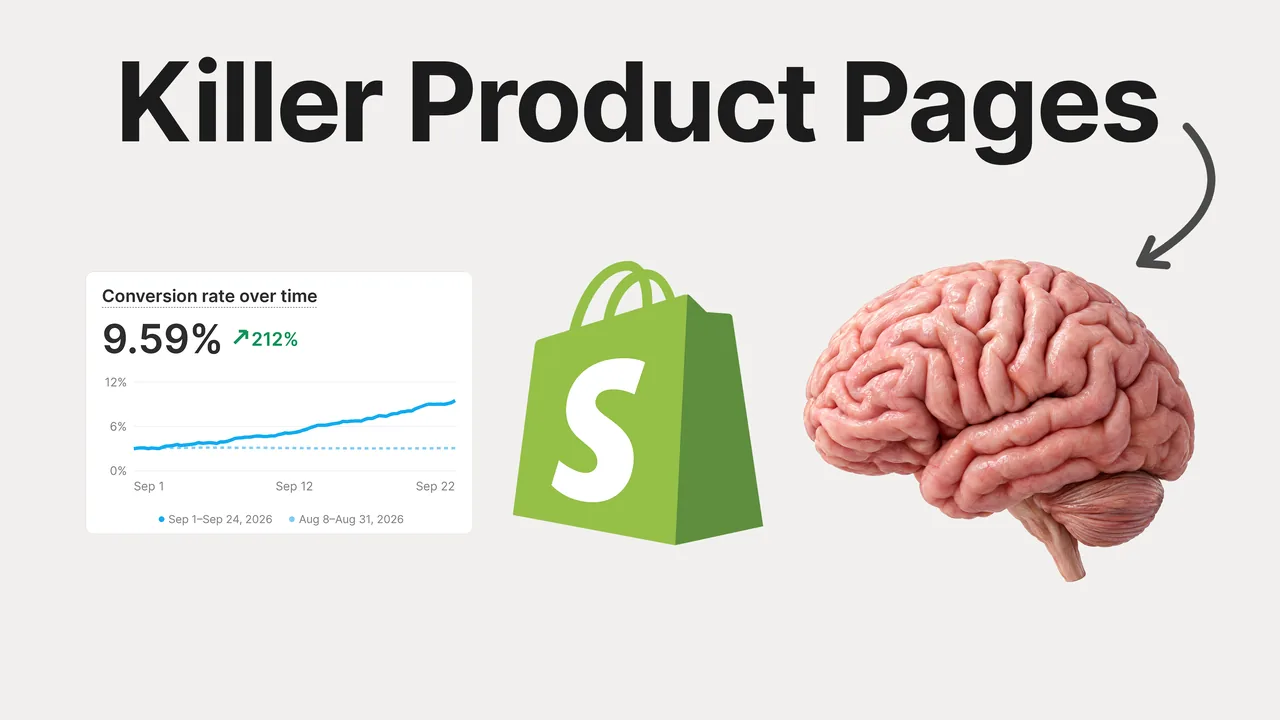 Killer Product Pages
Conversion rate over time
9.59% ↗212%
12%
6%
0%
Sep 1 Sep 12 Sep 22
Sep 1–Sep 24, 2026 Aug 8–Aug 31, 2026
S